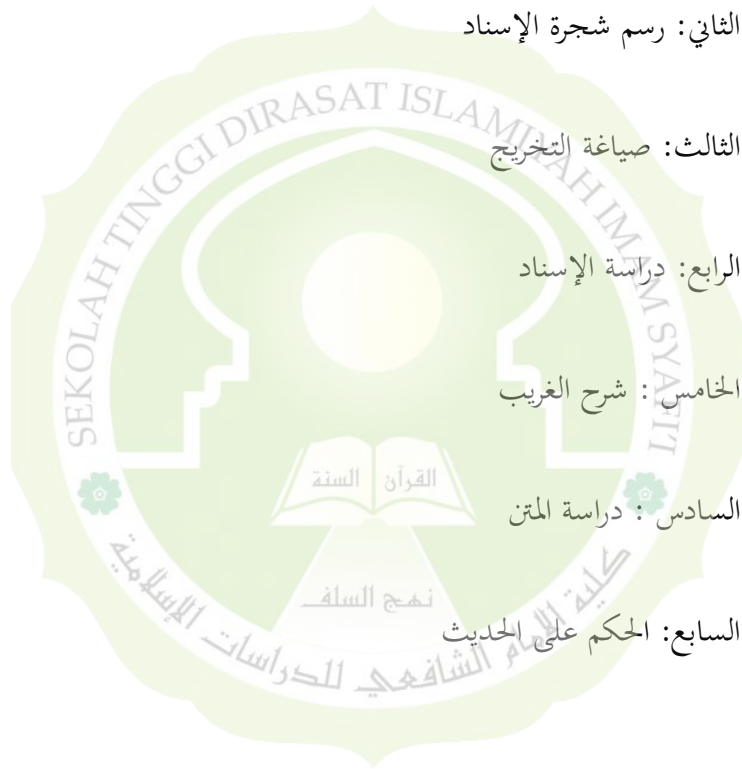 الثاني: رسم شجرة الإسناد
الثالث: صياغة التخريج
الرابع: دراسة الإسناد
الخامس : شرح الغريب
السادس : دراسة المتن
السابع: الحكم على الحديث
SEKOLAH TINGGI DIRASAT ISLAMIYAH IMAM SYAFI'I
القرآن السنة
نهج السلف
كلية الإمام الشافعي للدراسات الإسلامية